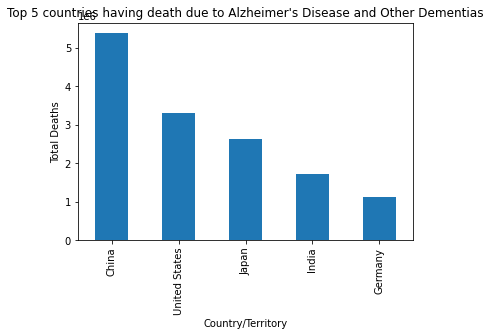 Top 5 countries having death due to Alzheimer's Disease and Other Dementias
1e6
5
4
3
2
1
0
Total Deaths
China
United States
Japan
India
Germany
Country/Territory